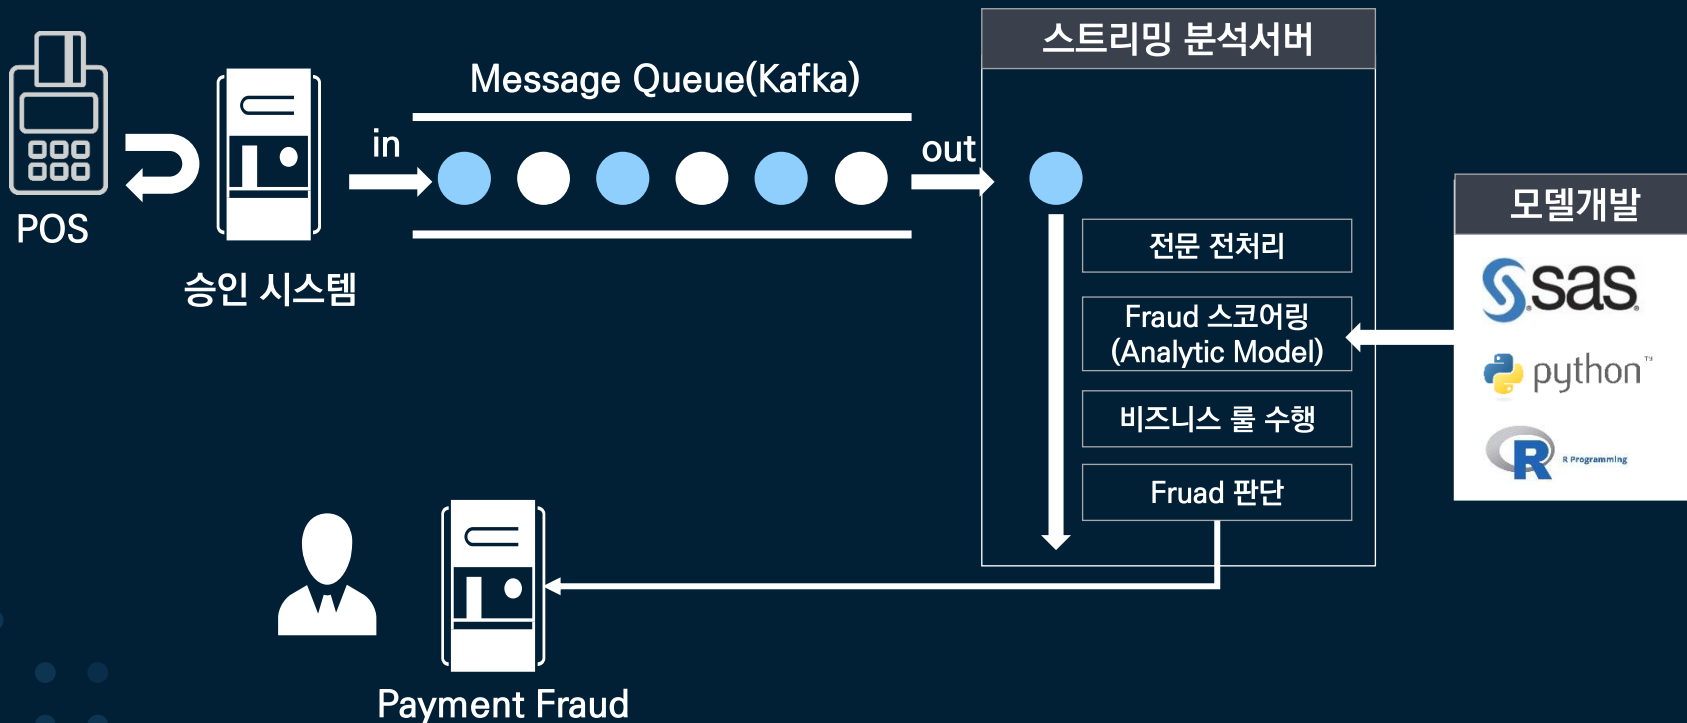 POS
승인 시스템
Message Queue(Kafka)
in
out
스트리밍 분석서버
전문 전처리
Fraud 스코어링
(Analytic Model)
비즈니스 룰 수행
Fruad 판단
모델개발
sas
python™
R Programming
Payment Fraud